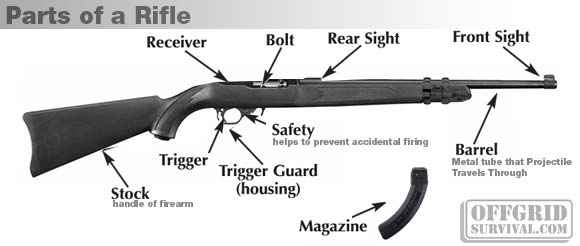 Parts of a Rifle
Receiver
Bolt
Rear Sight
Front Sight
Safety
helps to prevent accidental firing
Trigger
Trigger Guard
(housing)
Barrel
Metal tube that Projectile
Travels Through
Stock
handle of firearm
Magazine
OFFGRID
SURVIVAL.COM